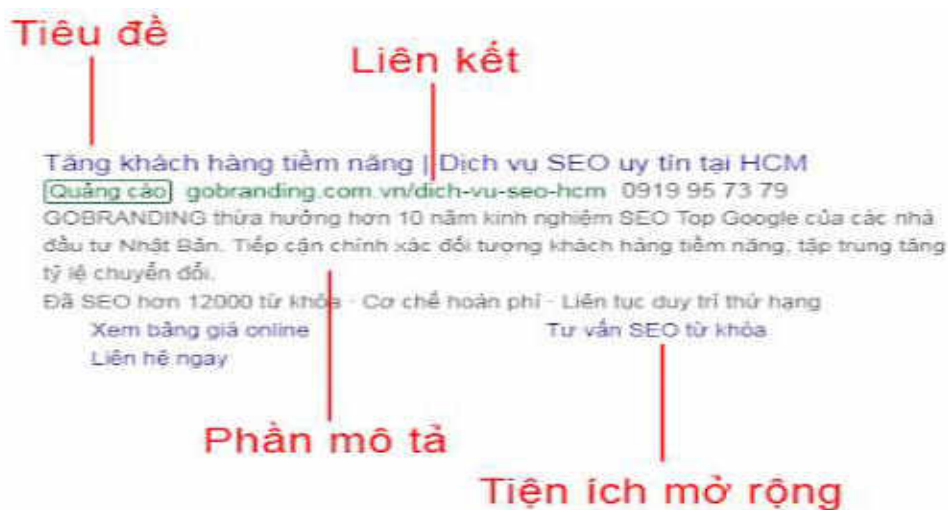 Tiêu đề
Liên kết
Tăng khách hàng tiềm năng | Dịch vụ SEO uy tín tại HCM
Quảng cáo gobranding.com.vn/dich-vu-seo-hcm 0919 95 73 79
GOBRANDING thừa hưởng hơn 10 năm kinh nghiệm SEO Top Google của các nhà
đầu tư Nhật Bản. Tiếp cận chính xác đối tượng khách hàng tiềm năng, tập trung tăng
tỷ lệ chuyển đổi.
Đã SEO hơn 12000 từ khóa · Cơ chế hoàn phí · Liên tục duy trì thứ hạng
Xem bảng giá online Tư vấn SEO từ khóa
Liên hệ ngay
Phần mô tả
Tiện ích mở rộng